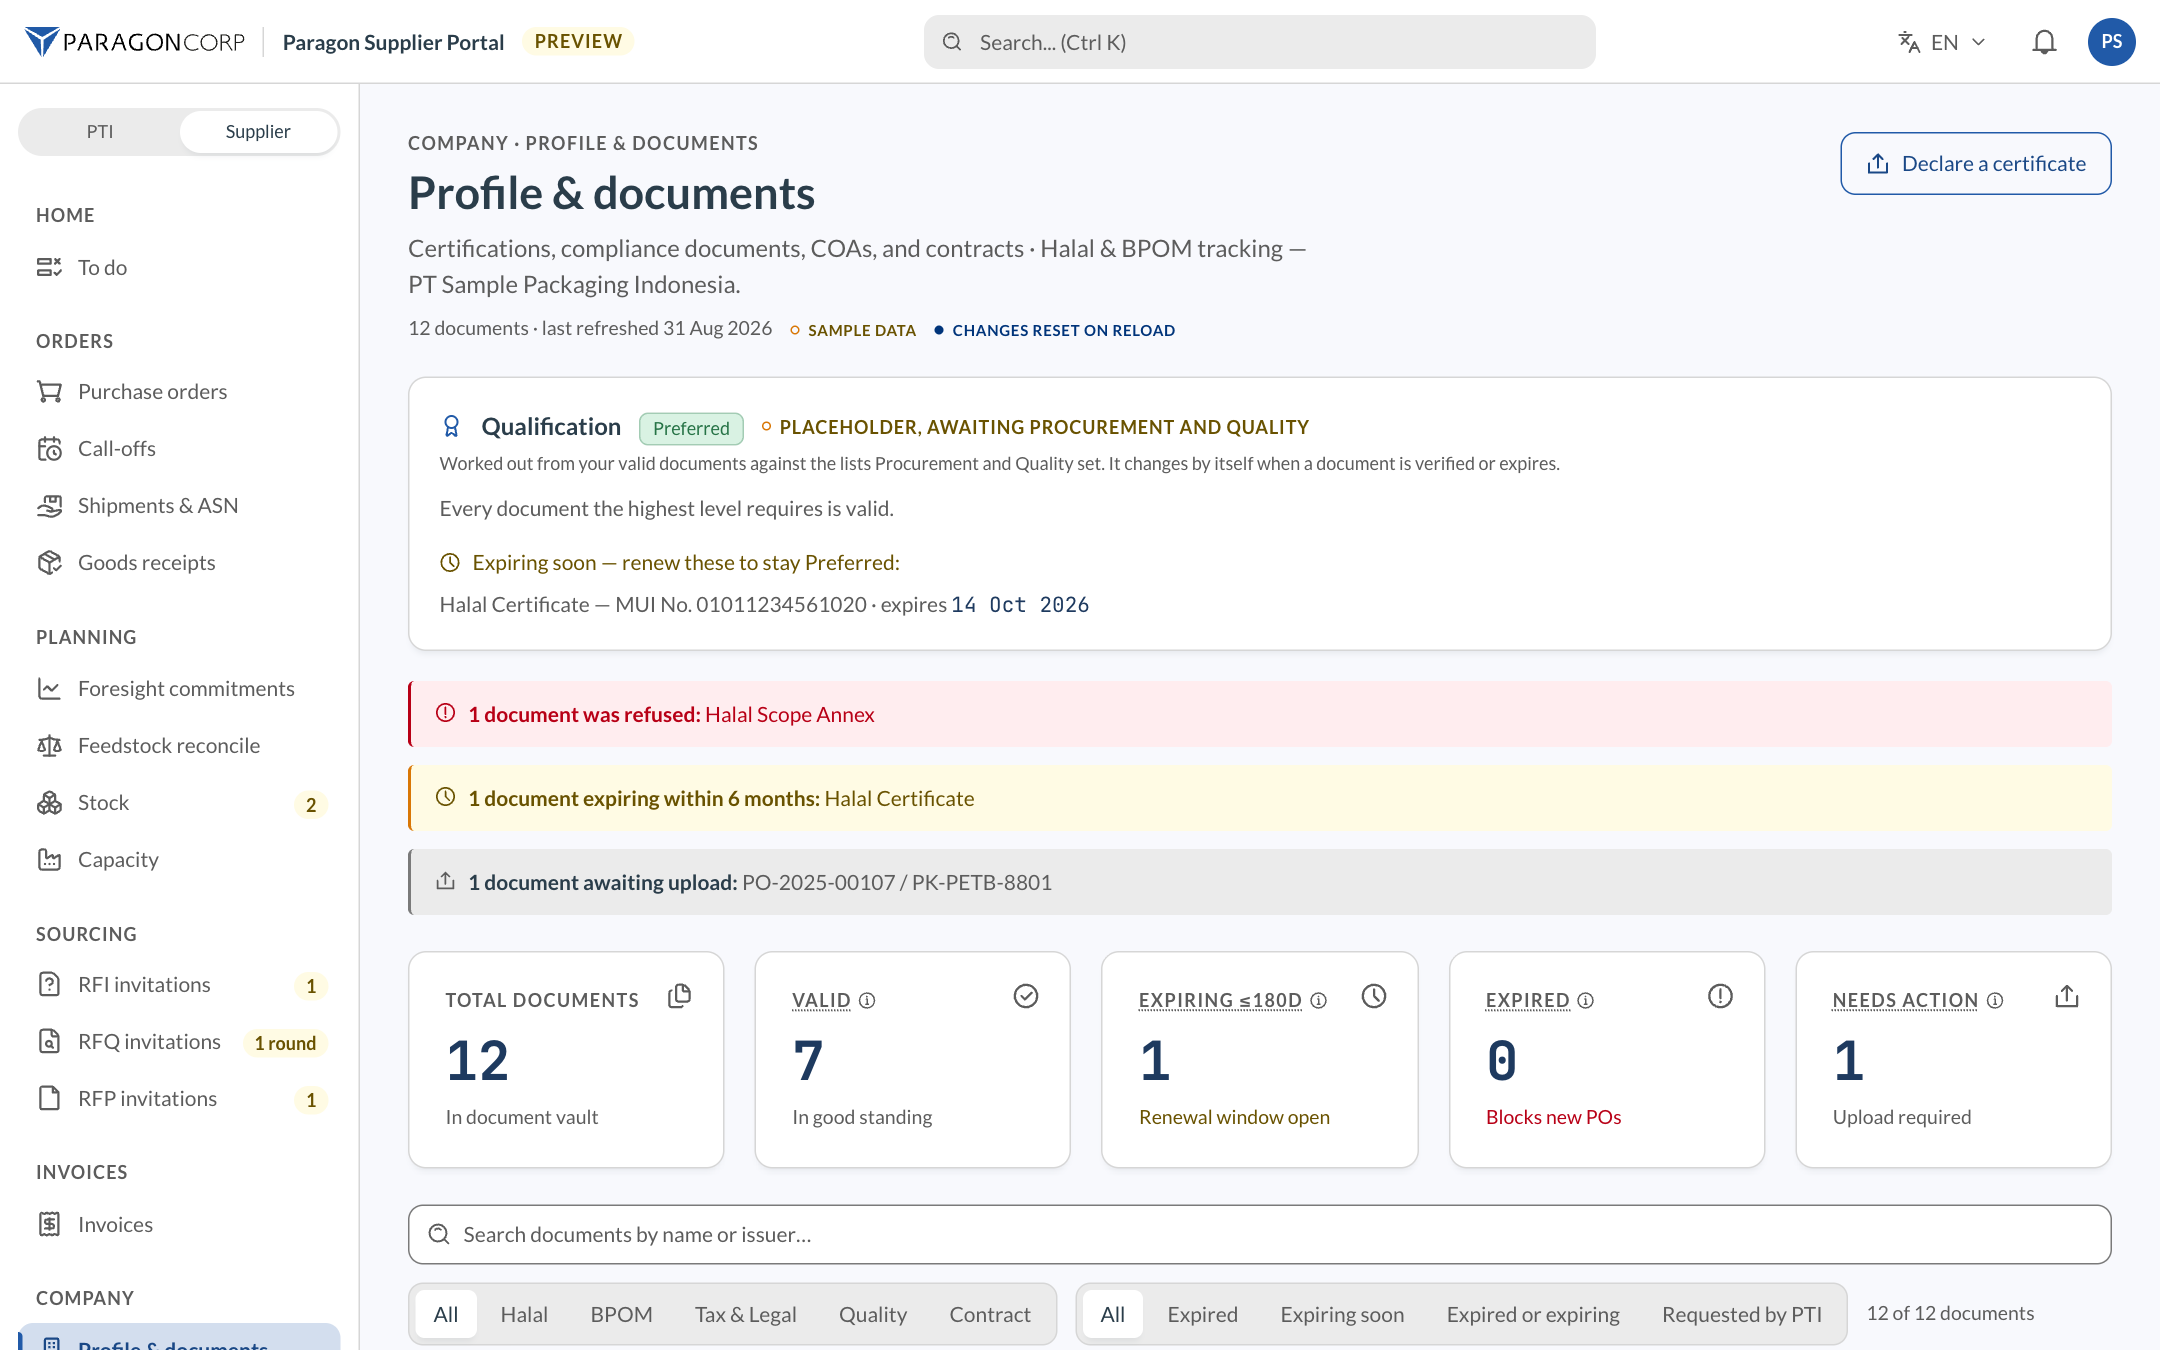 PARAGONCORP
Paragon Supplier Portal
PREVIEW
Search... (Ctrl K)
EN
PS
PTI
Supplier
HOME
To do
ORDERS
Purchase orders
Call-offs
Shipments & ASN
Goods receipts
PLANNING
Foresight commitments
Feedstock reconcile
Stock
2
Capacity
SOURCING
RFI invitations
1
RFQ invitations
1 round
RFP invitations
1
INVOICES
Invoices
COMPANY
Profile & documents
COMPANY · PROFILE & DOCUMENTS
Profile & documents
Declare a certificate
Certifications, compliance documents, COAs, and contracts · Halal & BPOM tracking —
PT Sample Packaging Indonesia.
12 documents · last refreshed 31 Aug 2026
SAMPLE DATA
CHANGES RESET ON RELOAD
Qualification
Preferred
PLACEHOLDER, AWAITING PROCUREMENT AND QUALITY
Worked out from your valid documents against the lists Procurement and Quality set. It changes by itself when a document is verified or expires.
Every document the highest level requires is valid.
Expiring soon — renew these to stay Preferred:
Halal Certificate — MUI No. 01011234561020 · expires 14 Oct 2026
1 document was refused: Halal Scope Annex
1 document expiring within 6 months: Halal Certificate
1 document awaiting upload: PO-2025-00107 / PK-PETB-8801
TOTAL DOCUMENTS
12
In document vault
VALID
7
In good standing
EXPIRING ≤180D
1
Renewal window open
EXPIRED
0
Blocks new POs
NEEDS ACTION
1
Upload required
Search documents by name or issuer...
All
Halal
BPOM
Tax & Legal
Quality
Contract
All
Expired
Expiring soon
Expired or expiring
Requested by PTI
12 of 12 documents